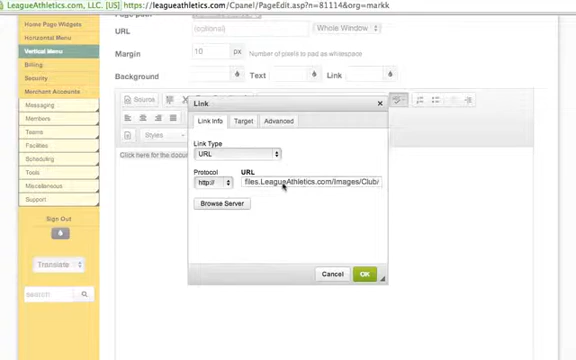 LeagueAthletics.com, LLC.
https://leagueathletics.com/Cpanel/PageEdit.asp?n=81114&org=markk
Home Page Widgets
Horizontal Menu
Vertical Menu
Billing
Security
Merchant Accounts
Messaging
Members
Teams
Facilities
Scheduling
Tools
Miscellaneous
Support
Sign Out
Translate
search
URL
(optional)
Whole Window
Margin
10
px
Number of pixels to pad as whitespace
Background
Text
Link
Source
Styles
Click here for the docu
Link
Link Info
Target
Advanced
Link Type
URL
Protocol
URL
http://
files.LeagueAthletics.com/Images/Club/
Browse Server
Cancel
OK